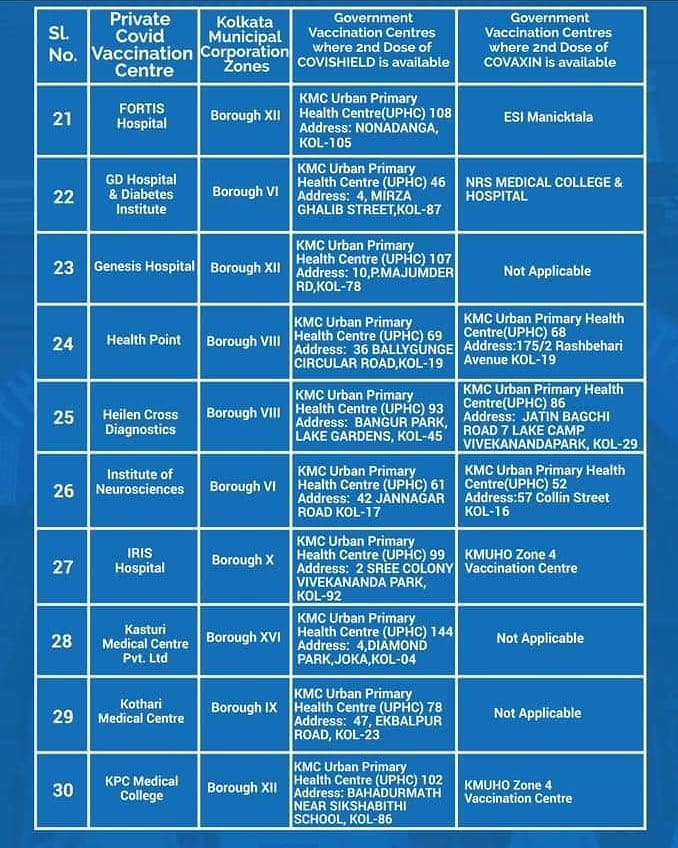 Sl.
No.
Private
Covid
Vaccination
Centre
Kolkata
Municipal
Corporation
Zones
Government
Vaccination Centres
where 2nd Dose of
COVISHIELD is available
Government
Vaccination Centres
where 2nd Dose of
COVAXIN is available
21
FORTIS
Hospital
Borough XII
KMC Urban Primary
Health Centre(UPHC) 108
Address: NONADANGA,
KOL-105
ESI Manicktala
22
GD Hospital
& Diabetes
Institute
Borough VI
KMC Urban Primary
Health Centre (UPHC) 46
Address: 4, MIRZA
GHALIB STREET,KOL-87
NRS MEDICAL COLLEGE &
HOSPITAL
23
Genesis Hospital
Borough XII
KMC Urban Primary
Health Centre (UPHC) 107
Address: 10,P.MAJUMDER
RD,KOL-78
Not Applicable
24
Health Point
Borough VIII
KMC Urban Primary
Health Centre (UPHC) 69
Address: 36 BALLYGUNGE
CIRCULAR ROAD,KOL-19
KMC Urban Primary Health
Centre(UPHC) 68
Address:175/2 Rashbehari
Avenue KOL-19
25
Heilen Cross
Diagnostics
Borough VIII
KMC Urban Primary
Health Centre (UPHC) 93
Address: BANGUR PARK,
LAKE GARDENS, KOL-45
KMC Urban Primary Health
Centre(UPHC) 86
Address: JATIN BAGCHI
ROAD 7 LAKE CAMP
VIVEKANANDAPARK, KOL-29
26
Institute of
Neurosciences
Borough VI
KMC Urban Primary
Health Centre (UPHC) 61
Address: 42 JANNAGAR
ROAD KOL-17
KMC Urban Primary Health
Centre(UPHC) 52
Address:57 Collin Street
KOL-16
27
IRIS
Hospital
Borough X
KMC Urban Primary
Health Centre (UPHC) 99
Address: 2 SREE COLONY
VIVEKANANDA PARK,
KOL-92
KMUHO Zone 4
Vaccination Centre
28
Kasturi
Medical Centre
Pvt. Ltd
Borough XVI
KMC Urban Primary
Health Centre (UPHC) 144
Address: 4,DIAMOND
PARK,JOKA,KOL-04
Not Applicable
29
Kothari
Medical Centre
Borough IX
KMC Urban Primary
Health Centre (UPHC) 78
Address: 47, EKBALPUR
ROAD, KOL-23
Not Applicable
30
KPC Medical
College
Borough XII
KMC Urban Primary
Health Centre (UPHC) 102
Address: BAHADURMATH
NEAR SIKSHABITHI
SCHOOL, KOL-86
KMUHO Zone 4
Vaccination Centre